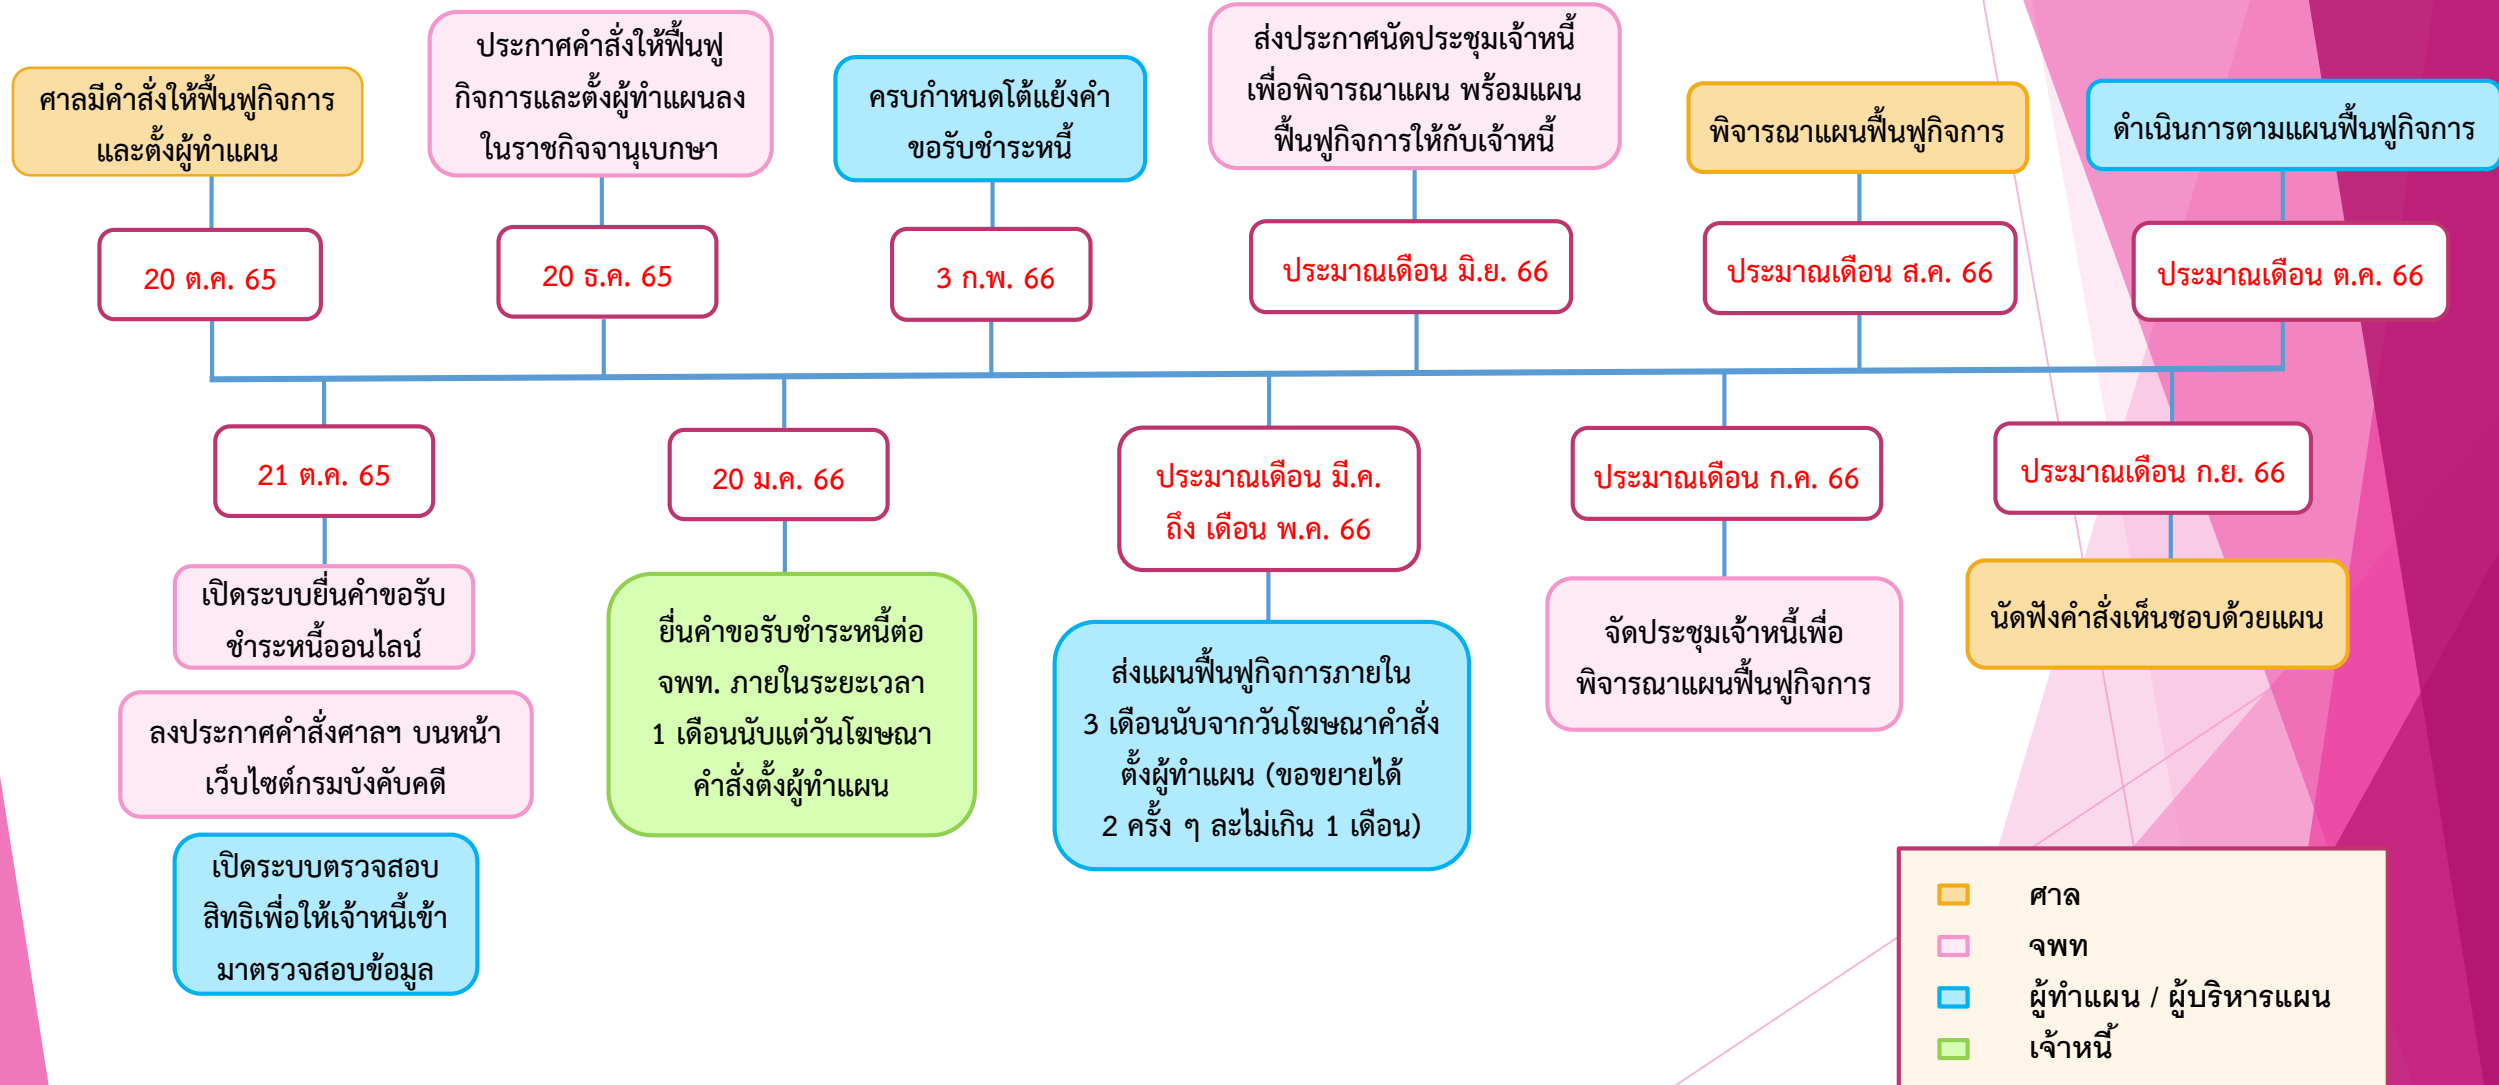 ศาลมีคำสั่งให้ฟื้นฟูกิจการ
และตั้งผู้ทำแผน
20 ต.ค. 65
ประกาศคำสั่งให้ฟื้นฟู
กิจการและตั้งผู้ทำแผนลง
ในราชกิจจานุเบกษา
20 ธ.ค. 65
ครบกำหนดโต้แย้งคำ
ขอรับชำระหนี้
3 ก.พ. 66
ส่งประกาศนัดประชุมเจ้าหนี้
เพื่อพิจารณาแผน พร้อมแผน
ฟื้นฟูกิจการให้กับเจ้าหนี้
ประมาณเดือน มิ.ย. 66
พิจารณาแผนฟื้นฟูกิจการ
ประมาณเดือน ส.ค. 66
ดำเนินการตามแผนฟื้นฟูกิจการ
ประมาณเดือน ต.ค. 66
21 ต.ค. 65
เปิดระบบยื่นคำขอรับ
ชำระหนี้ออนไลน์
ลงประกาศคำสั่งศาลฯ บนหน้า
เว็บไซต์กรมบังคับคดี
เปิดระบบตรวจสอบ
สิทธิเพื่อให้เจ้าหนี้เข้า
มาตรวจสอบข้อมูล
20 ม.ค. 66
ยื่นคำขอรับชำระหนี้ต่อ
จพท. ภายในระยะเวลา
1 เดือนนับแต่วันโฆษณา
คำสั่งตั้งผู้ทำแผน
ประมาณเดือน มี.ค.
ถึง เดือน พ.ค. 66
ส่งแผนฟื้นฟูกิจการภายใน
3 เดือนนับจากวันโฆษณาคำสั่ง
ตั้งผู้ทำแผน (ขอขยายได้
2 ครั้ง ๆ ละไม่เกิน 1 เดือน)
ประมาณเดือน ก.ค. 66
จัดประชุมเจ้าหนี้เพื่อ
พิจารณาแผนฟื้นฟูกิจการ
ประมาณเดือน ก.ย. 66
นัดฟังคำสั่งเห็นชอบด้วยแผน
ศาล
จพท
ผู้ทำแผน / ผู้บริหารแผน
เจ้าหนี้